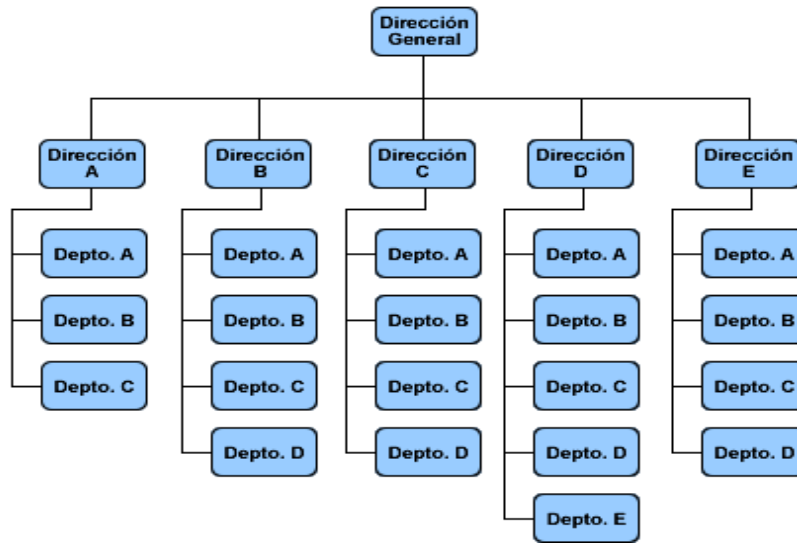 Dirección
General
Dirección
A
Dirección
B
Dirección
C
Dirección
D
Dirección
E
Depto. A
Depto. B
Depto. C
Depto. A
Depto. B
Depto. C
Depto. D
Depto. A
Depto. B
Depto. C
Depto. D
Depto. A
Depto. B
Depto. C
Depto. D
Depto. E
Depto. A
Depto. B
Depto. C
Depto. D